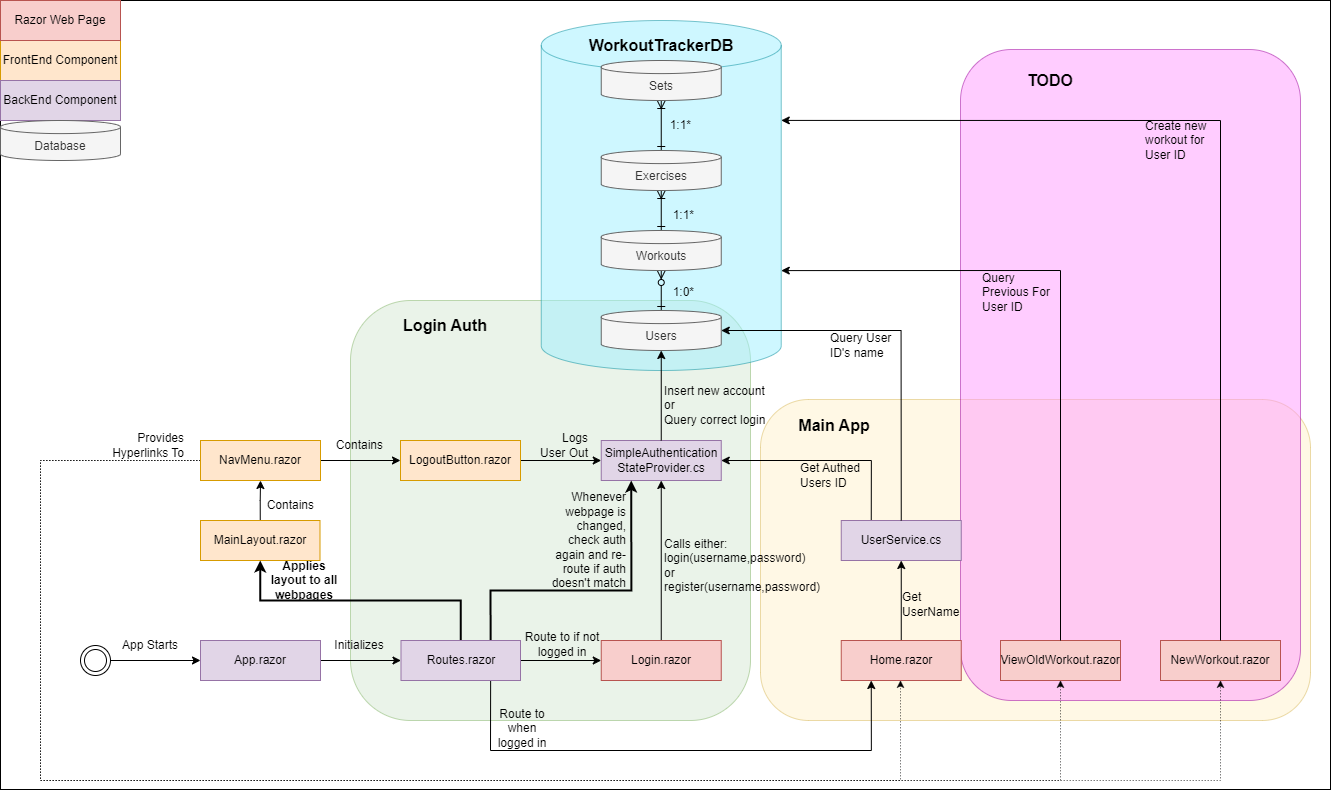 Razor Web Page
FrontEnd Component
BackEnd Component
Database
WorkoutTrackerDB
Sets
1:1*
Exercises
1:1*
Workouts
1:0*
Users
TODO
Create new
workout for
User ID
Query
Previous For
User ID
Query User
ID's name
Login Auth
Insert new account
or
Query correct login
Main App
Provides
Hyperlinks To
NavMenu.razor
Contains
LogoutButton.razor
Logs
User Out
SimpleAuthentication
StateProvider.cs
Get Authed
Users ID
Contains
Whenever
webpage is
changed,
check auth
again and re-
route if auth
doesn't match
MainLayout.razor
Calls either:
login(username,password)
or
register(username,password)
UserService.cs
Applies
layout to all
webpages
Get
UserName
App Starts
App.razor
Initializes
Routes.razor
Route to if not
logged in
Login.razor
Home.razor
ViewOldWorkout.razor
NewWorkout.razor
Route to
when
logged in